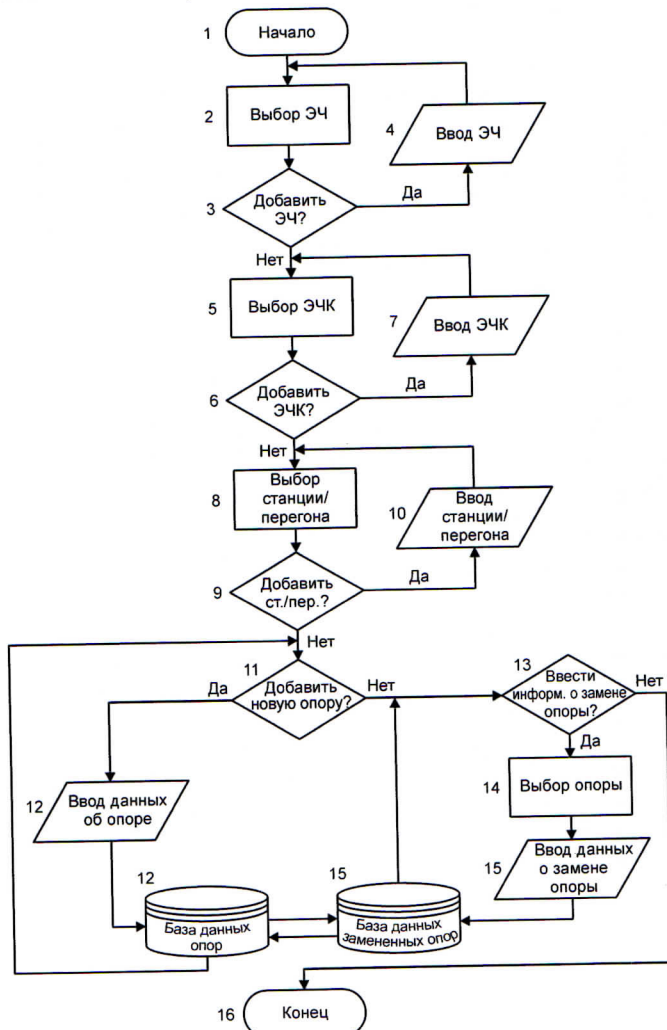 1 Начало
2 Выбор ЭЧ
4 Ввод ЭЧ
3 Добавить
ЭЧ?
Да
Нет
5 Выбор ЭЧК
7 Ввод ЭЧК
6 Добавить
ЭЧК?
Да
Нет
8 Выбор
станции/
перегона
10 Ввод
станции/
перегона
9 Добавить
ст./пер.?
Да
Нет
11 Добавить
новую опору?
Да
Нет
13 Ввести
информ. о замене
опоры?
Нет
Да
12 Ввод данных
об опоре
14 Выбор опоры
15 Ввод данных
о замене
опоры
12 База данных
опор
15 База данных
замененных опор
16 Конец